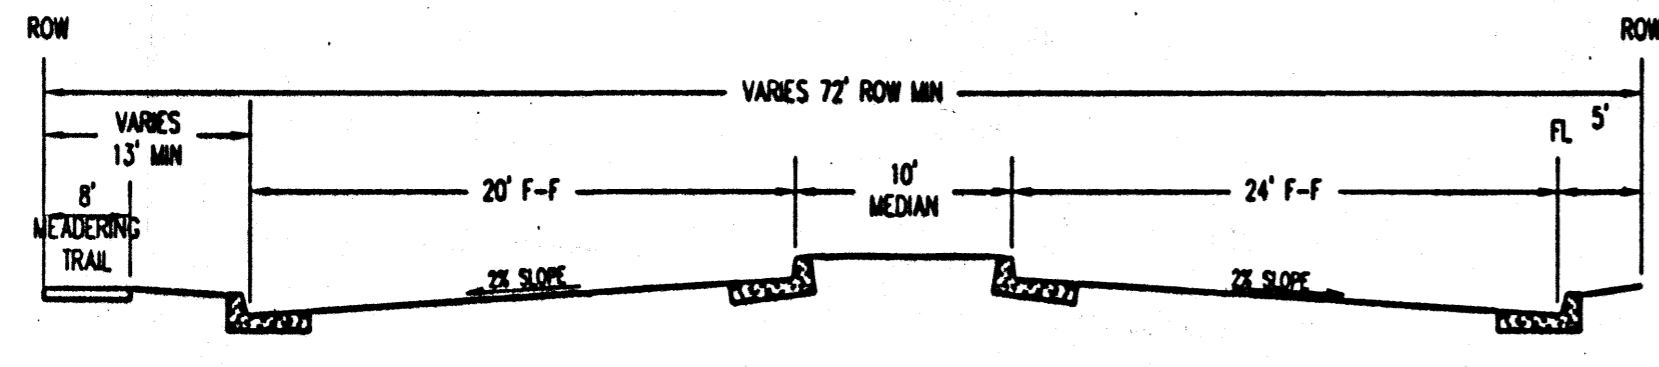 ROW
ROW
VARIES 72' ROW MIN
VARIES
13' MIN
FL
5'
8'
MEADERING
TRAIL
20' F-F
10'
MEDIAN
24' F-F
2% SLOPE
2% SLOPE